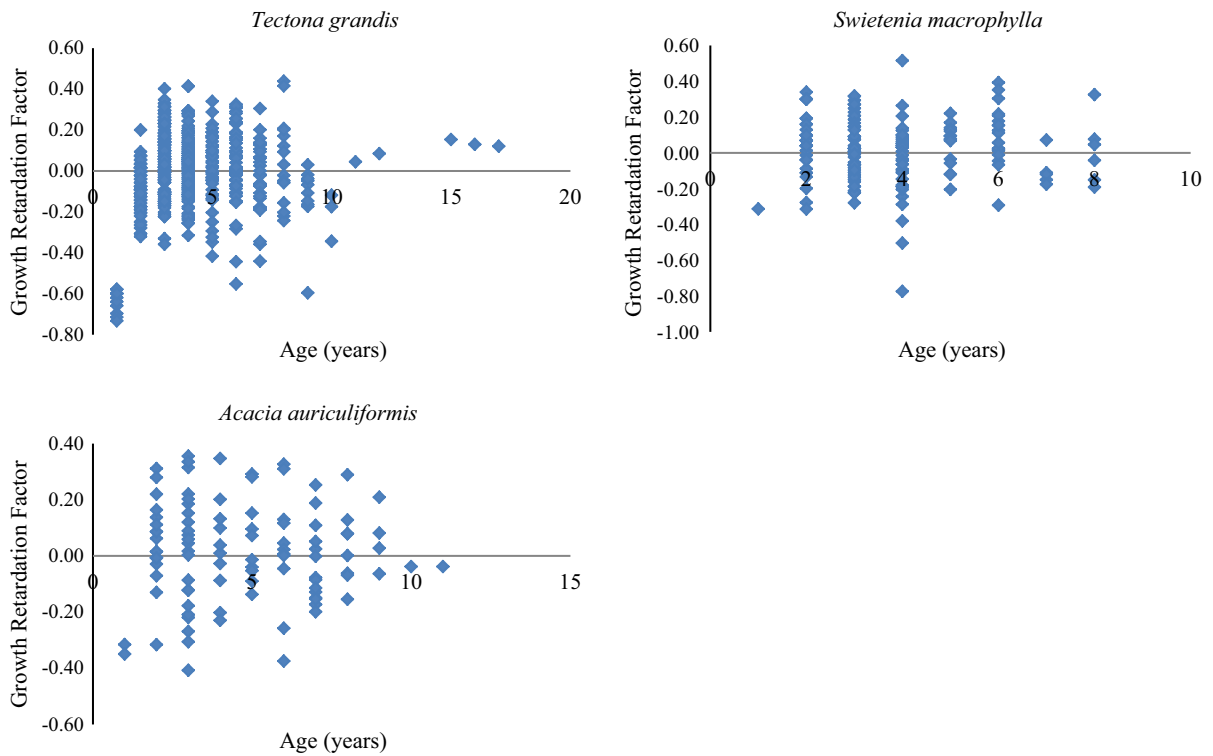 Tectona grandis
0.60
0.40
0.20
0.00
-0.20
-0.40
-0.60
-0.80
0 5 10 15 20
Growth Retardation Factor
Age (years)
Swietenia macrophylla
0.60
0.40
0.20
0.00
-0.20
-0.40
-0.60
-0.80
-1.00
0 2 4 6 8 10
Growth Retardation Factor
Age (years)
Acacia auriculiformis
0.40
0.20
0.00
-0.20
-0.40
-0.60
0 5 10 15
Growth Retardation Factor
Age (years)